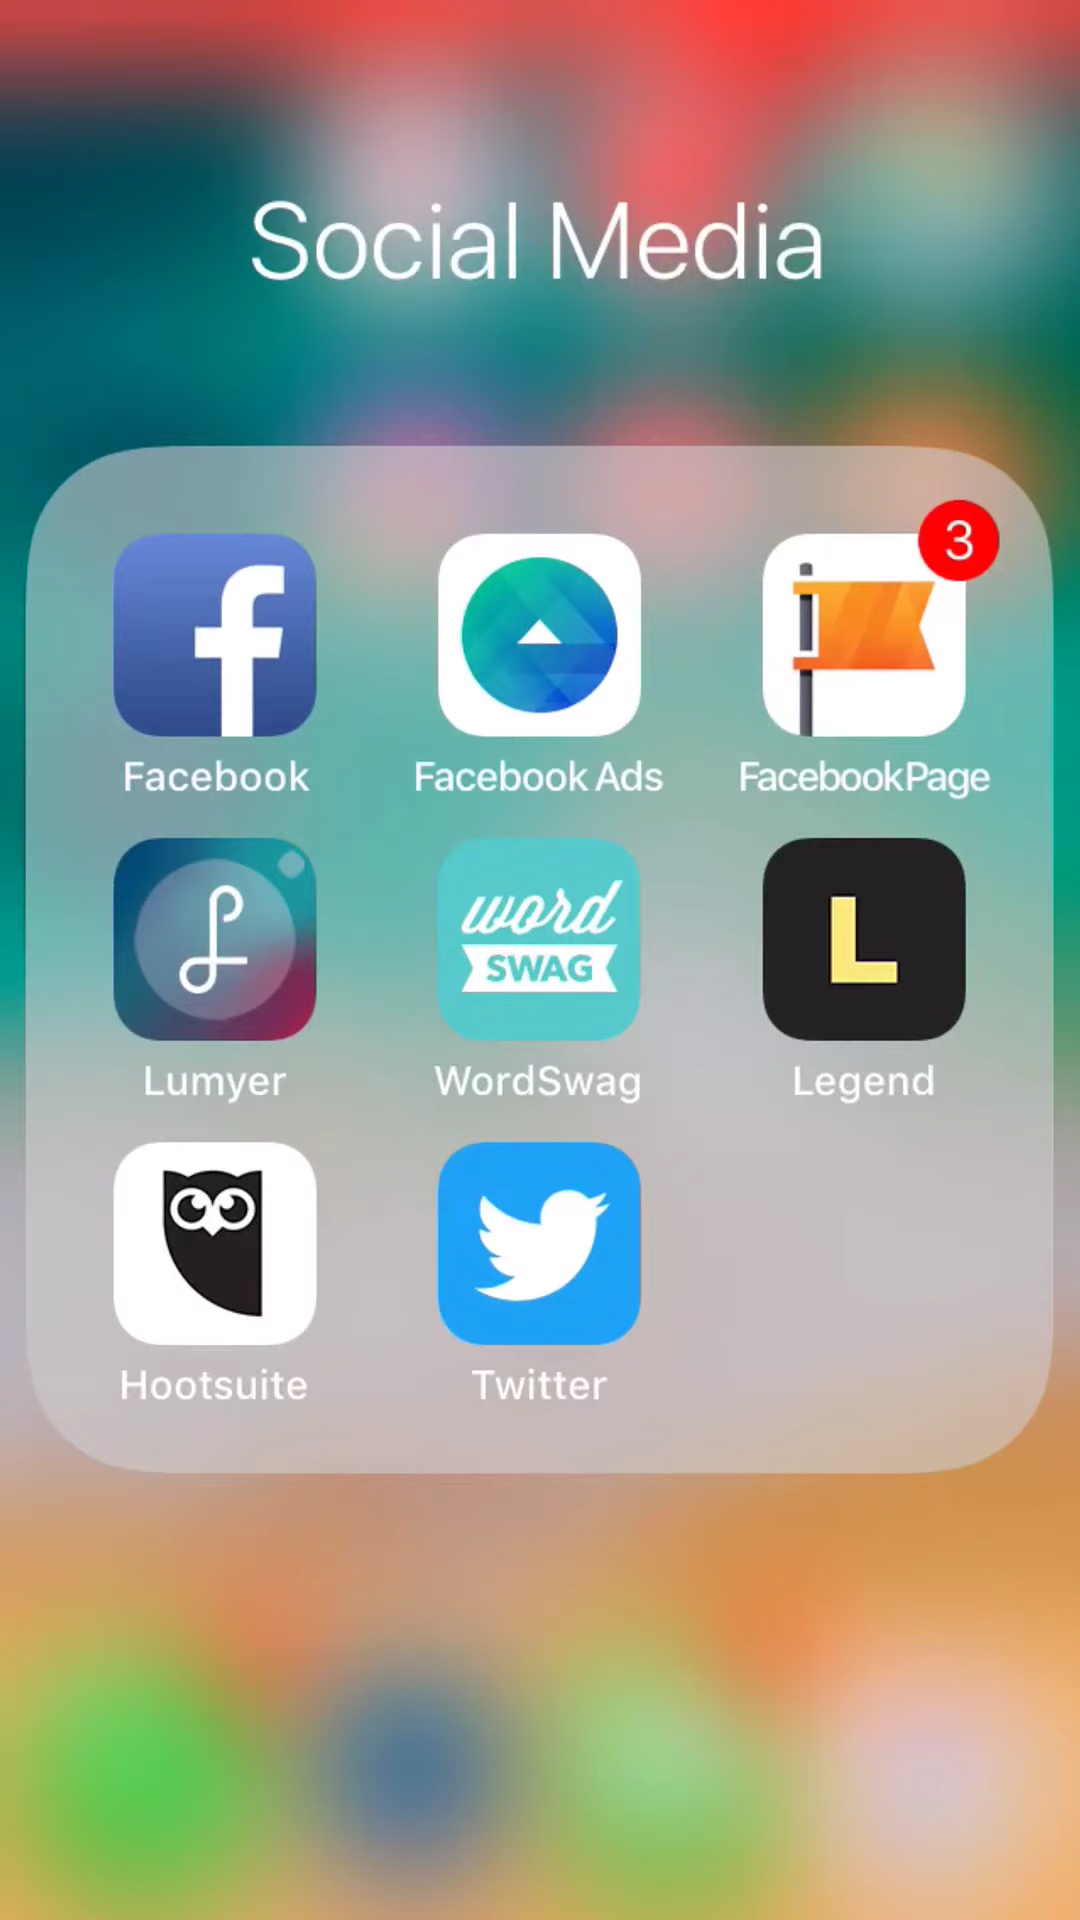 Social Media
3
Facebook
Facebook Ads
FacebookPage
word
SWAG
L
Lumyer
WordSwag
Legend
Hootsuite
Twitter